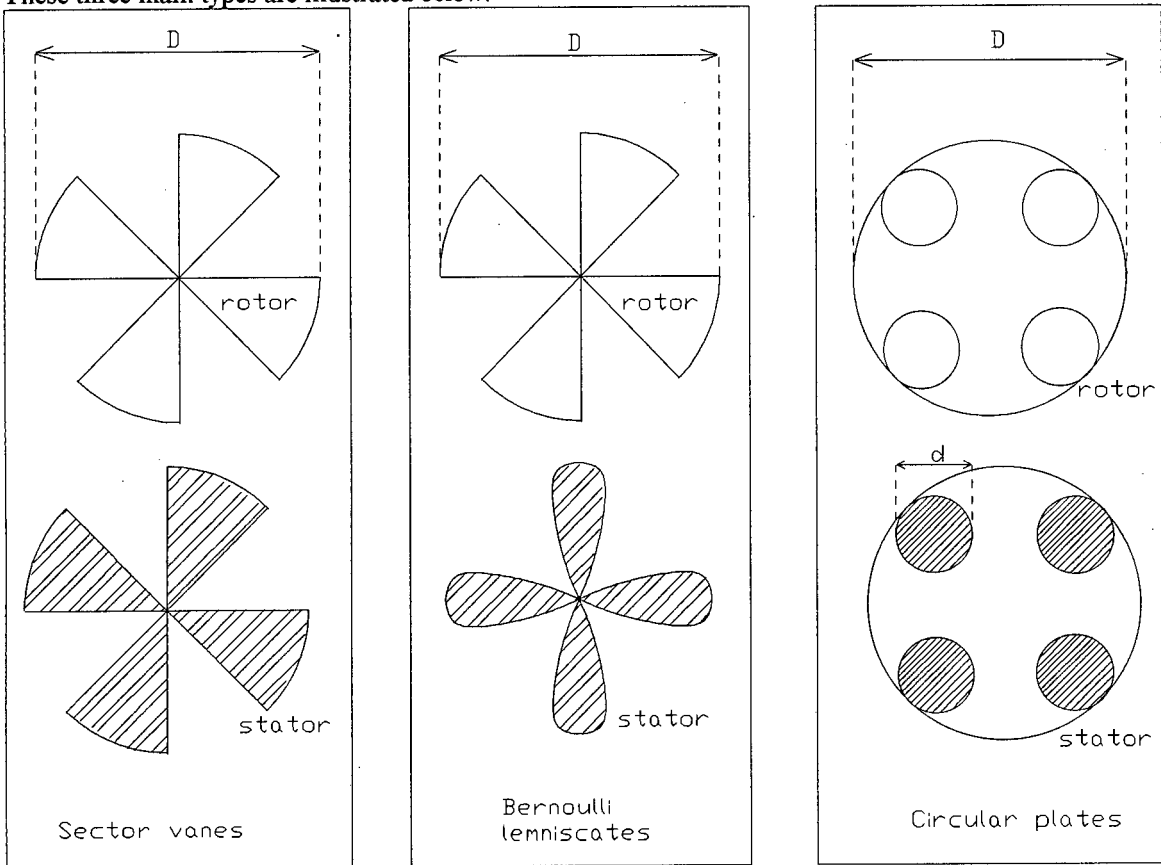 These three main types are illustrated below.
D
rotor
stator
Sector vanes
D
rotor
stator
Bernoulli
lemniscates
D
rotor
d
stator
Circular plates